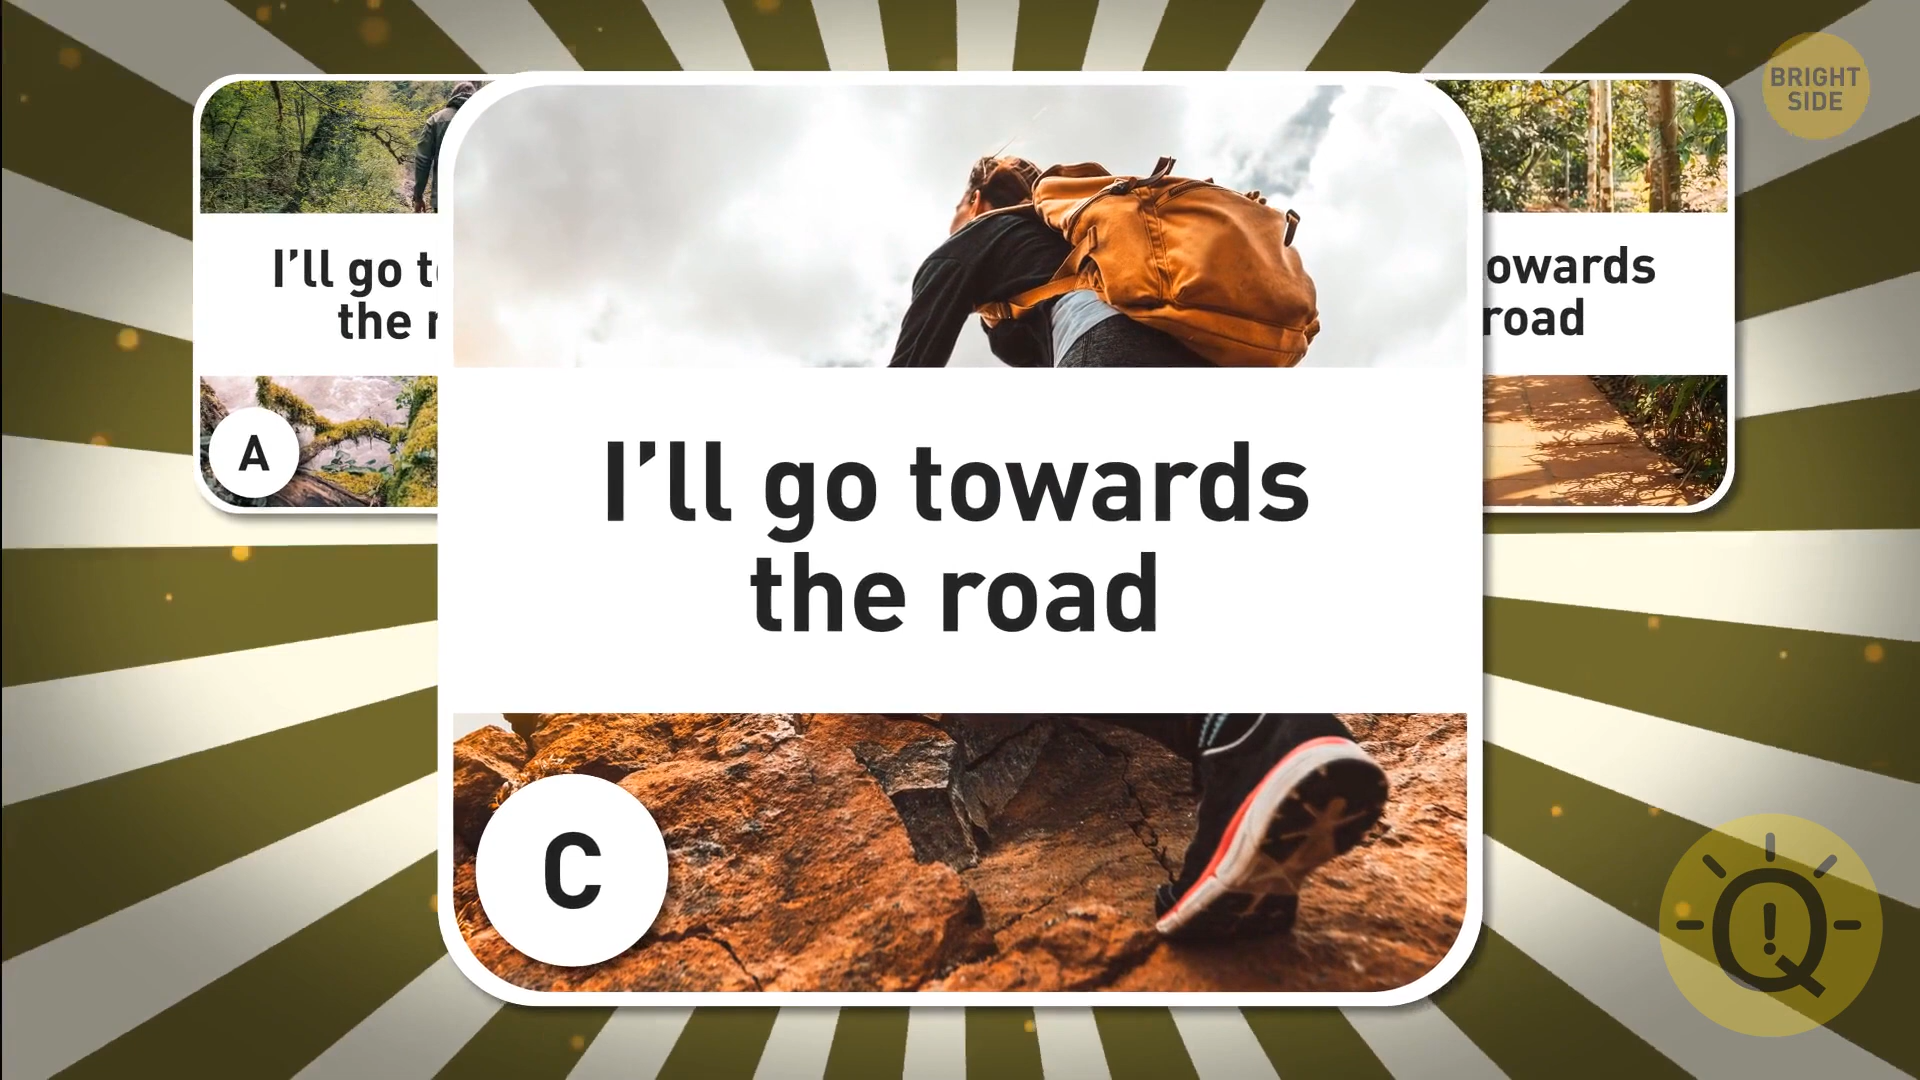 BRIGHT
SIDE
I'll go t
the r
A
I'll go towards
the road
C
owards
road
Q!